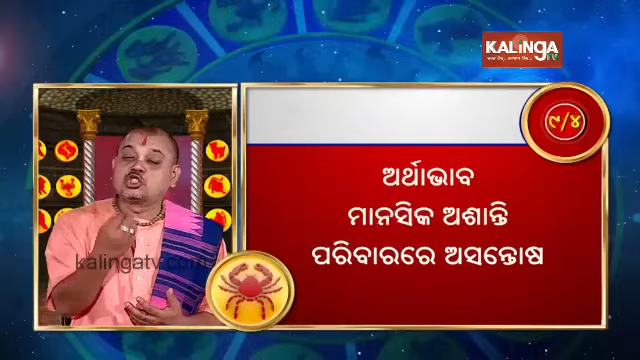 KALINGA
TV
୯/୪
ଅର୍ଥାଭାବ
ମାନସିକ ଅଶାନ୍ତି
ପରିବାରରେ ଅସନ୍ତୋଷ
kalingatv.com